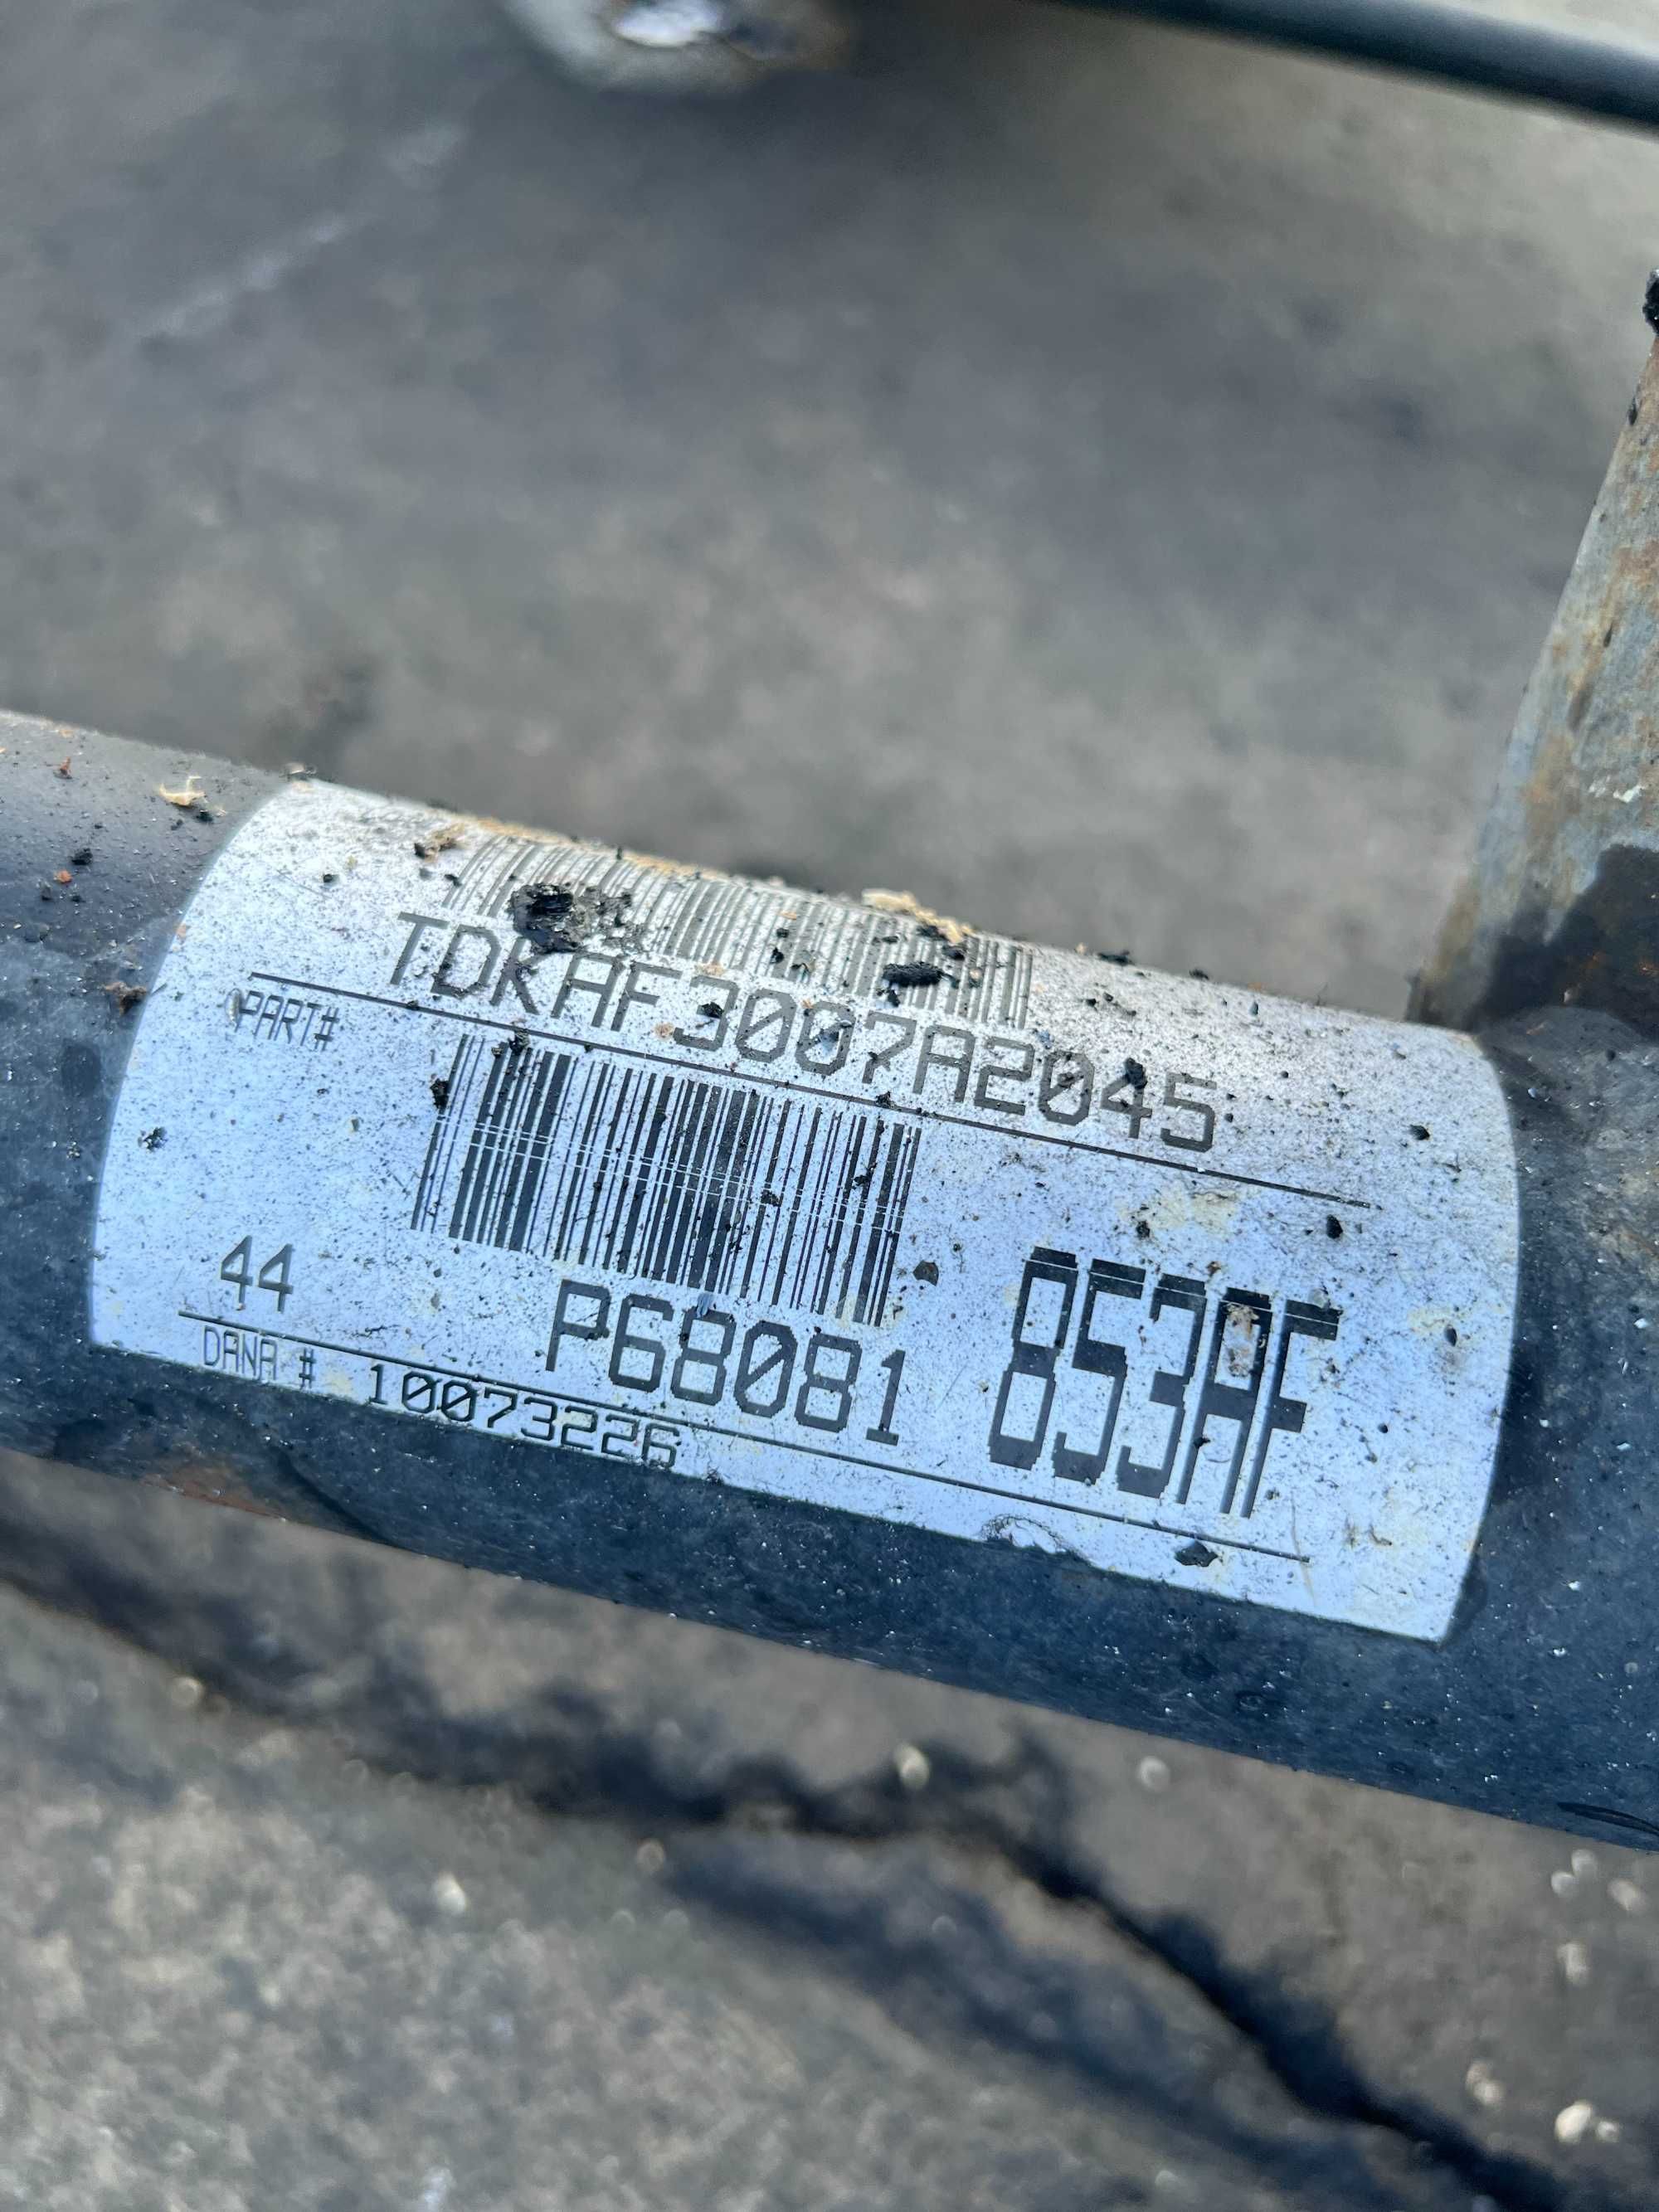 TDKAF3007A2045
PART#
44 P68081 853AF
DANA # 10073226